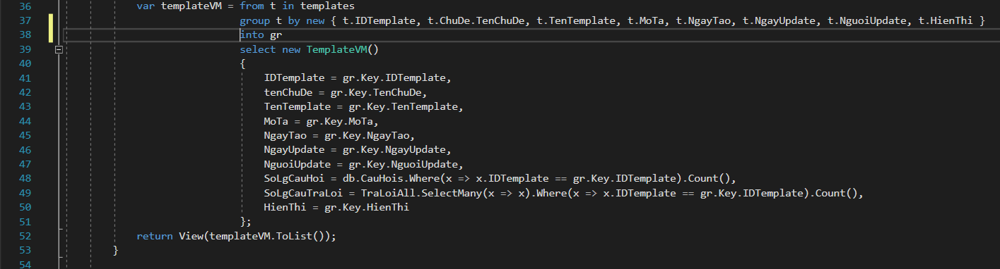 36 var templateVM = from t in templates
37 group t by new { t.IDTemplate, t.ChuDe.TenChuDe, t.TenTemplate, t.MoTa, t.NgayTao, t.NgayUpdate, t.NguoiUpdate, t.HienThi }
38 into gr
39 select new TemplateVM()
40 {
41 IDTemplate = gr.Key.IDTemplate,
42 tenChuDe = gr.Key.TenChuDe,
43 TenTemplate = gr.Key.TenTemplate,
44 MoTa = gr.Key.MoTa,
45 NgayTao = gr.Key.NgayTao,
46 NgayUpdate = gr.Key.NgayUpdate,
47 NguoiUpdate = gr.Key.NguoiUpdate,
48 SoLgCauHoi = db.CauHois.Where(x => x.IDTemplate == gr.Key.IDTemplate).Count(),
49 SoLgCauTraLoi = TraLoiAll.SelectMany(x => x).Where(x => x.IDTemplate == gr.Key.IDTemplate).Count(),
50 HienThi = gr.Key.HienThi
51 };
52 return View(templateVM.ToList());
53 }
54